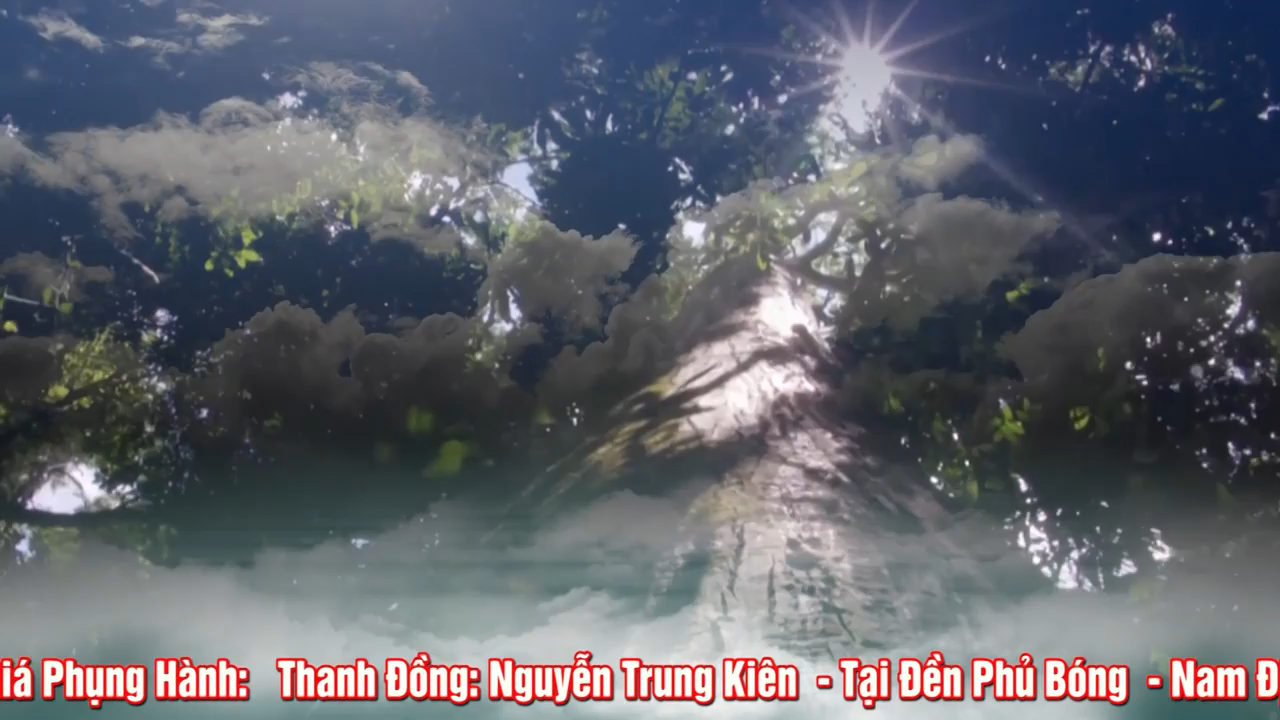 iá Phụng Hành: Thanh Đồng: Nguyễn Trung Kiên - Tại Đền Phủ Bóng - Nam Đ